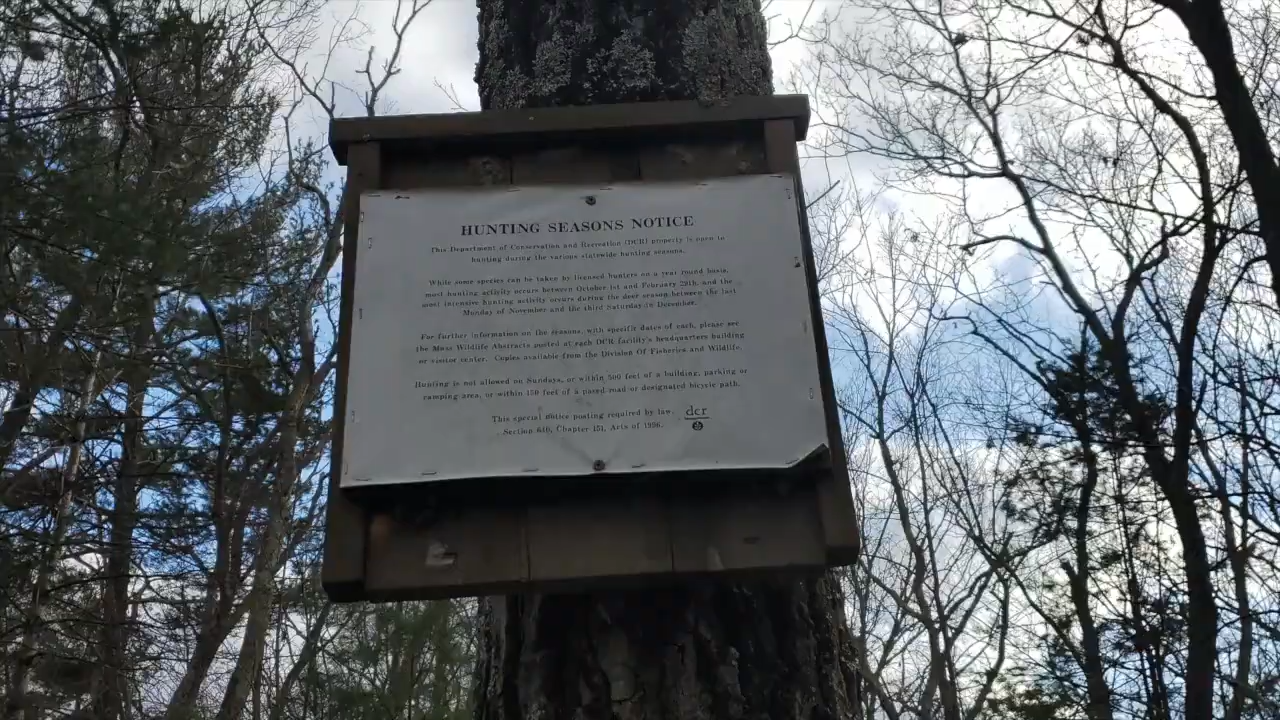 HUNTING SEASONS NOTICE
This Department of Conservation and Recreation (DCR) property is open to
hunting during the various statewide hunting seasons.
While some species can be taken by licensed hunters on a year round basis,
most hunting activity occurs between October 1st and February 28th, and the
most intensive hunting activity occurs during the deer season between the last
Monday of November and the third Saturday in December.
For further information on the seasons, with specific dates of each, please see
the Mass Wildlife Abstracts posted at each DCR facility's headquarters building
or visitor center. Copies available from the Division Of Fisheries and Wildlife.
Hunting is not allowed on Sundays, or within 500 feet of a building, parking or
camping area, or within 150 feet of a paved road or designated bicycle path.
This special notice posting required by law.
Section 640, Chapter 151, Acts of 1996.
dcr